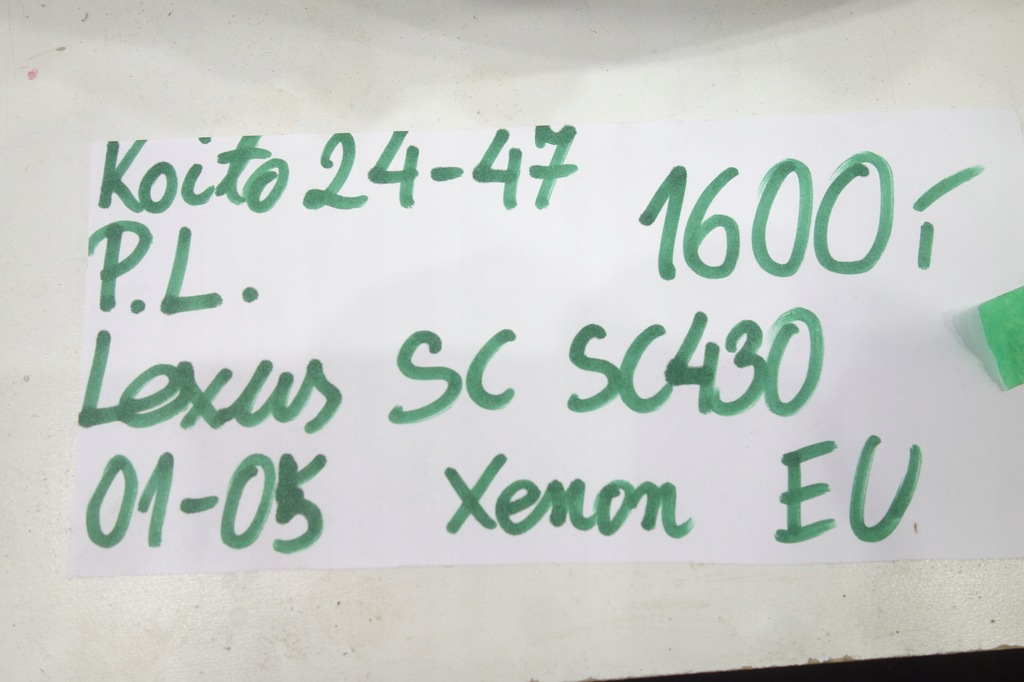 Koito 24-47 1600,-
P.L.
Lexus SC SC430
01-05 Xenon EU